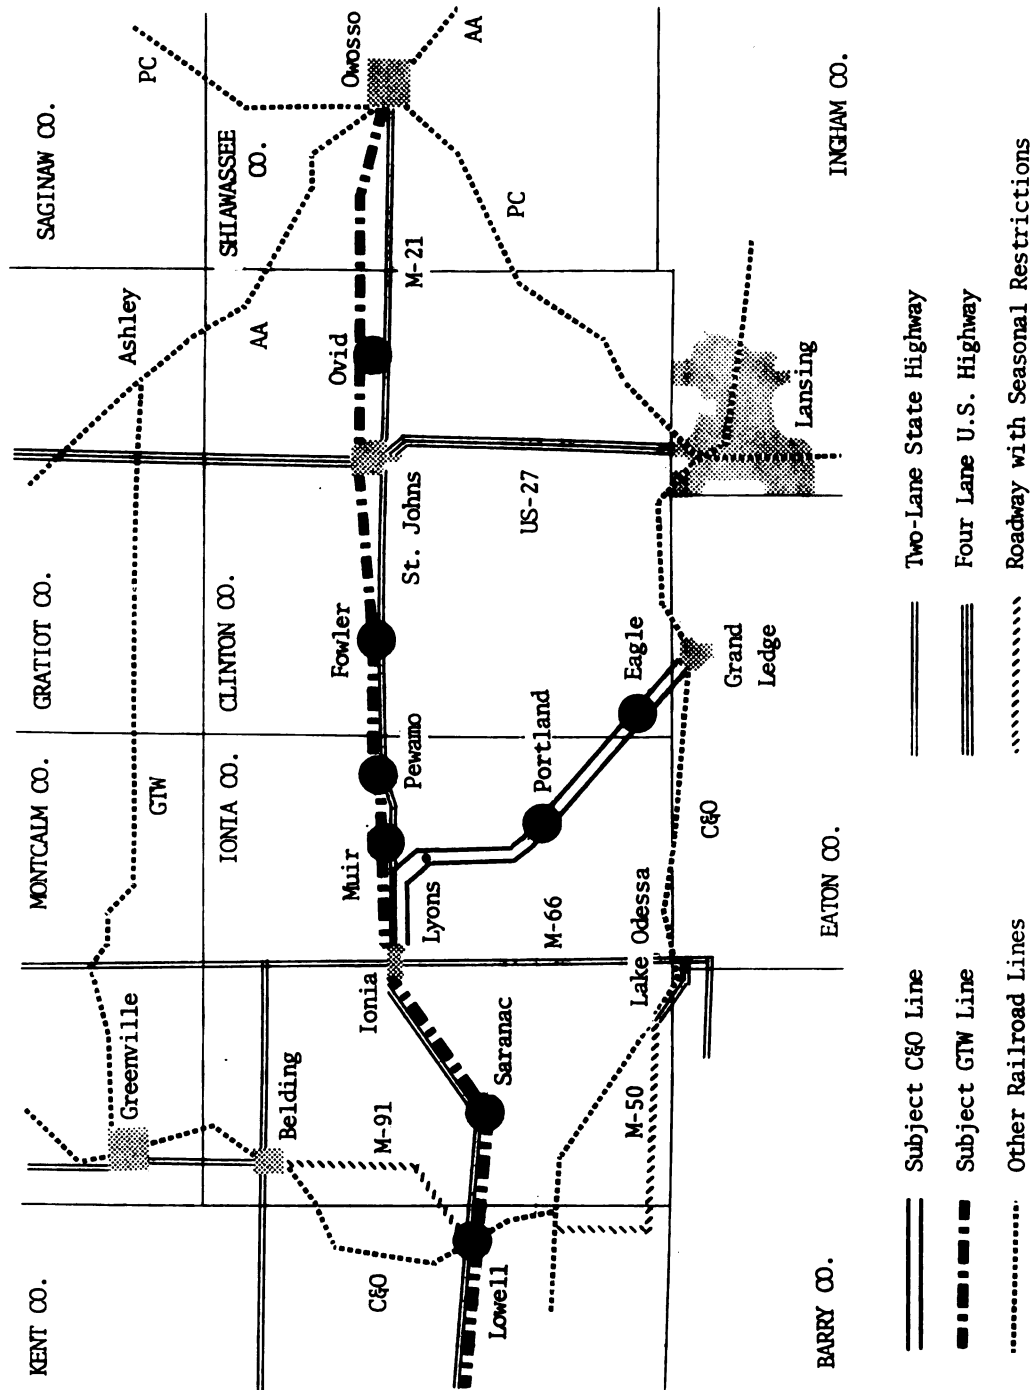 KENT CO.
MONTCALM CO.
GRATIOT CO.
SAGINAW CO.
Greenville
Ashley
PC
GTW
IONIA CO.
CLINTON CO.
SHIAWASSEE
CO.
AA
Belding
Ionia
Muir
Fowler
Ovid
Owosso
C&O
M-91
Lyons
Pewamo
St. Johns
M-21
AA
Lowell
Saranac
M-66
Portland
US-27
PC
M-50
Lake Odessa
Eagle
C&O
Grand
Ledge
Lansing
BARRY CO.
EATON CO.
INGHAM CO.
Subject C&O Line
Subject GTW Line
Other Railroad Lines
Two-Lane State Highway
Four Lane U.S. Highway
Roadway with Seasonal Restrictions